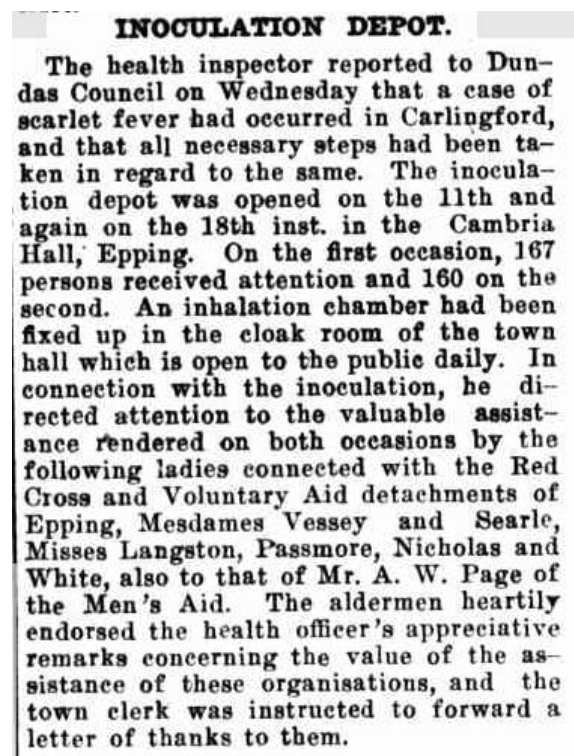 INOCULATION DEPOT.
The health inspector reported to Dun-
das Council on Wednesday that a case of
scarlet fever had occurred in Carlingford,
and that all necessary steps had been ta-
ken in regard to the same. The inocula-
tion depot was opened on the 11th and
again on the 18th inst. in the Cambria
Hall, Epping. On the first occasion, 167
persons received attention and 160 on the
second. An inhalation chamber had been
fixed up in the cloak room of the town
hall which is open to the public daily. In
connection with the inoculation, he di-
rected attention to the valuable assist-
ance rendered on both occasions by the
following ladies connected with the Red
Cross and Voluntary Aid detachments of
Epping, Mesdames Vessey and Searle,
Misses Langston, Passmore, Nicholas and
White, also to that of Mr. A. W. Page of
the Men's Aid. The aldermen heartily
endorsed the health officer's appreciative
remarks concerning the value of the as-
sistance of these organisations, and the
town clerk was instructed to forward a
letter of thanks to them.